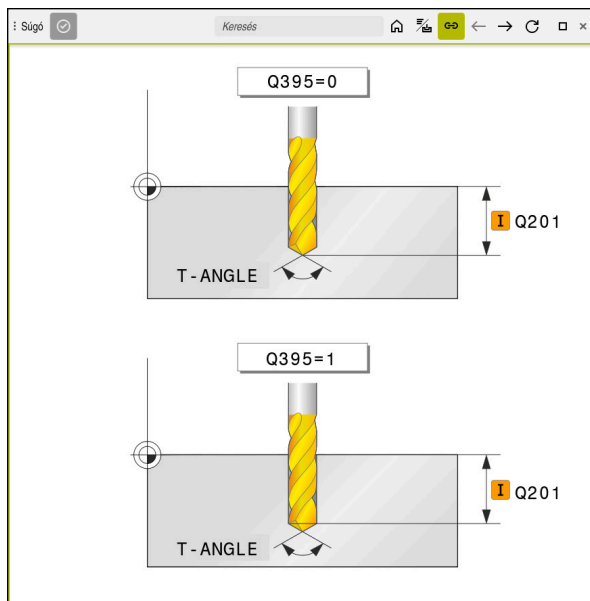 Súgó
Keresés
Q395=0
I Q201
T-ANGLE
Q395=1
I Q201
T-ANGLE